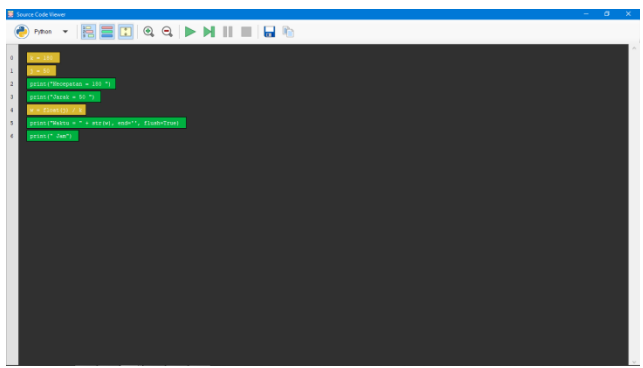 Source Code Viewer
Python
0 k = 100
1 j = 50
2 print("Kecepatan = 100 ")
3 print("Jarak = 50 ")
4 w = float(j) / k
5 print("Waktu = " + str(w), end='', flush=True)
6 print(" Jam")